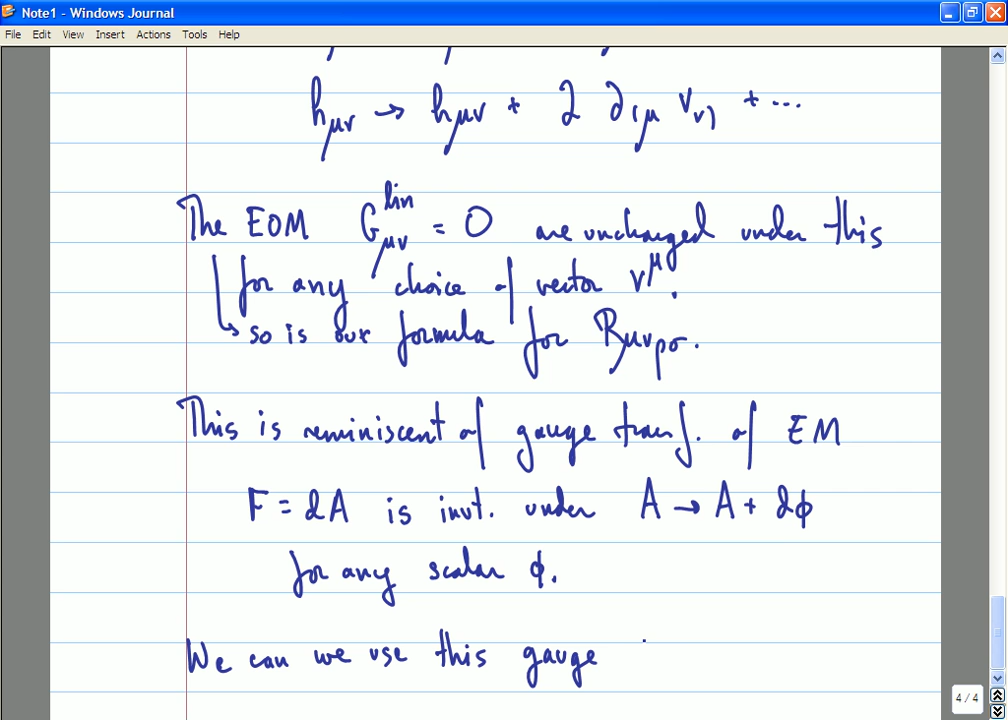 Note1 - Windows Journal
File Edit View Insert Actions Tools Help
hμν → hμν + 2 ∂(μ vν) + ...
The EOM Gμν^lin = 0 are unchanged under this
for any choice of vector v^μ.
↳ so is our formula for Rμνρσ.
This is reminiscent of gauge transf. of EM
F = dA is invt. under A → A + dϕ
for any scalar ϕ.
We can we use this gauge
4 / 4